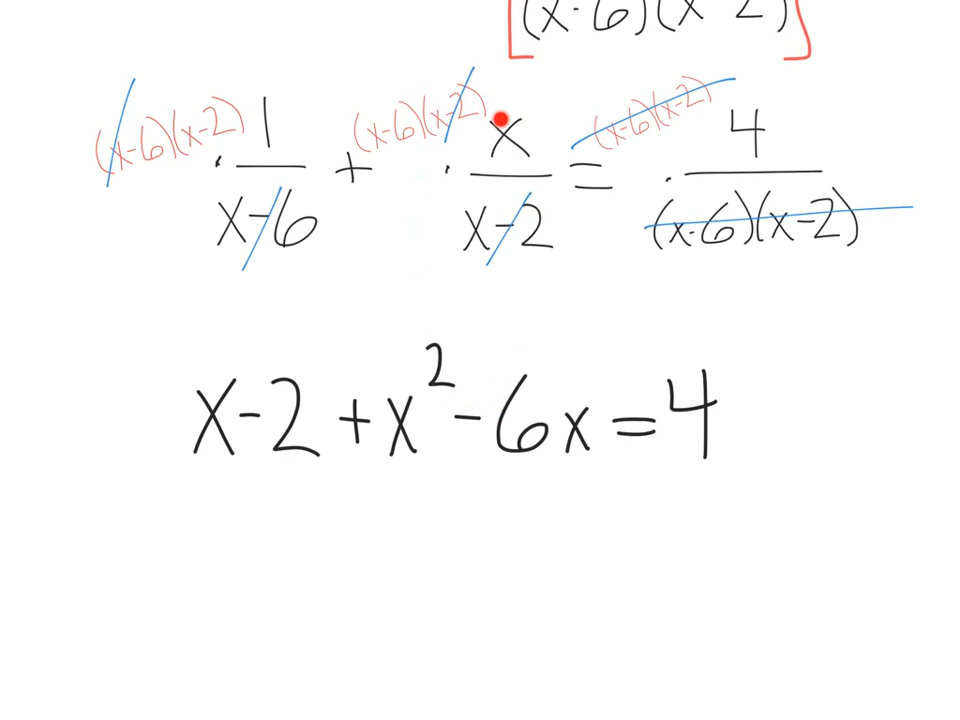 [(x-6)(x-2)]
(x-6)(x-2) · 1/(x-6) + (x-6)(x-2) · x/(x-2) = (x-6)(x-2) · 4/((x-6)(x-2))
x-2+x²-6x=4